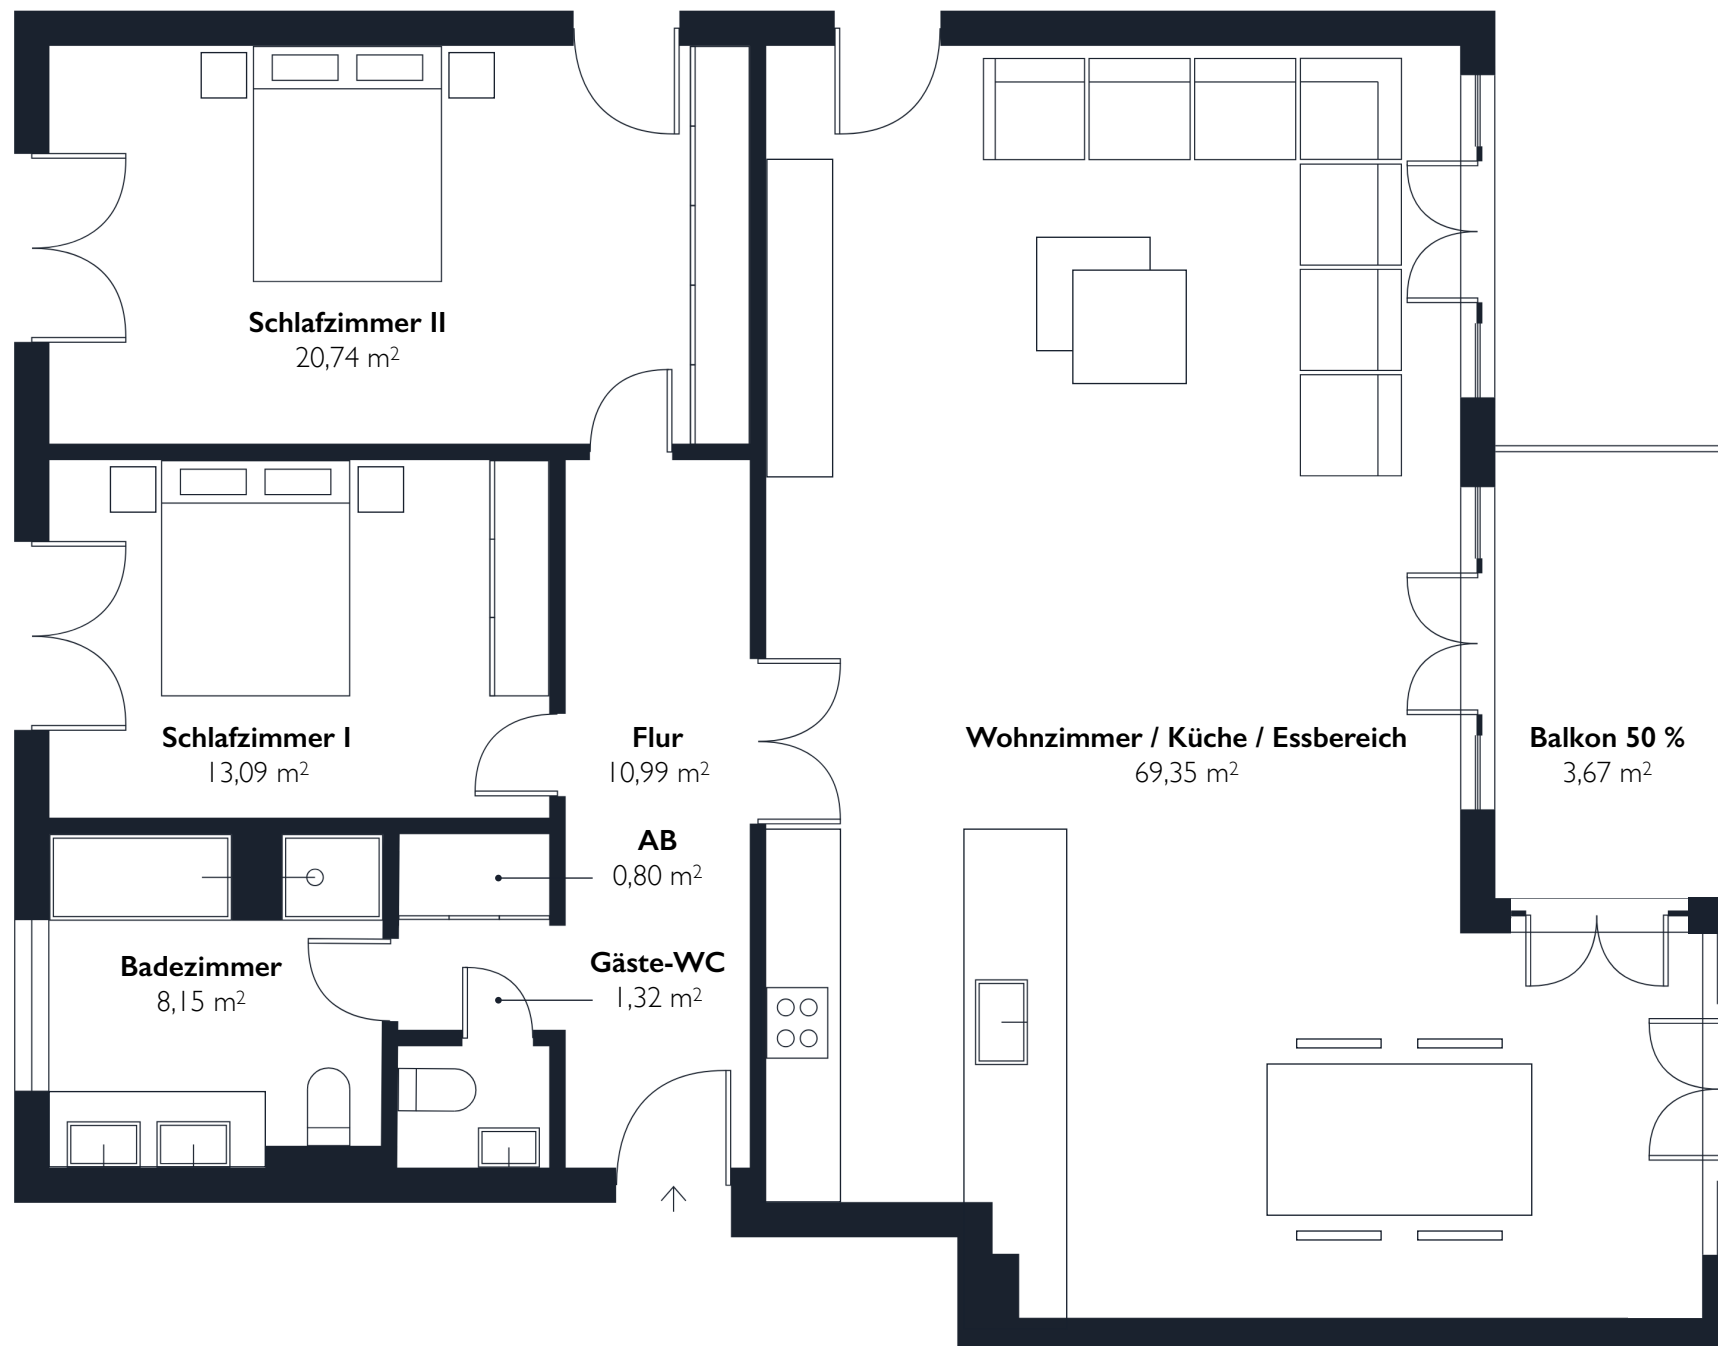 Schlafzimmer II
20,74 m²
Schlafzimmer I
13,09 m²
Flur
10,99 m²
Wohnzimmer / Küche / Essbereich
69,35 m²
Balkon 50 %
3,67 m²
AB
0,80 m²
Badezimmer
8,15 m²
Gäste-WC
1,32 m²